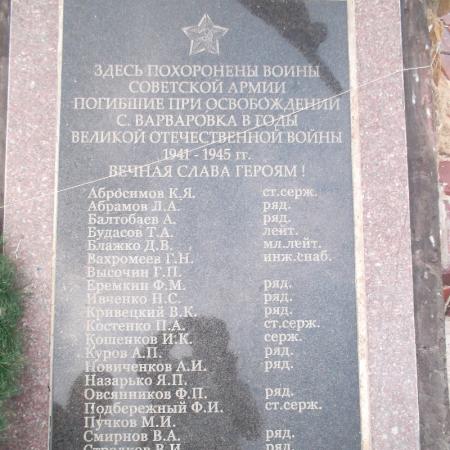 ЗДЕСЬ ПОХОРОНЕНЫ ВОИНЫ
СОВЕТСКОЙ АРМИИ
ПОГИБШИЕ ПРИ ОСВОБОЖДЕНИИ
С. ВАРВАРОВКА В ГОДЫ
ВЕЛИКОЙ ОТЕЧЕСТВЕННОЙ ВОЙНЫ
1941 - 1945 гг.
ВЕЧНАЯ СЛАВА ГЕРОЯМ !
Абросимов К.Я. ст.серж.
Абрамов Л.А. ряд.
Балтобаев А. ряд.
Будасов Т.А. лейт.
Блажко Д.В. мл.лейт.
Вахромеев Г.Н. инж.снаб.
Высочин Г.П.
Еремкин Ф.М. ряд.
Ивченко П.С. ряд.
Кривецкий В.К. ряд.
Костенко П.А. ст.серж.
Кошенков И.К. серж.
Куров А.П. ряд.
Новиченков А.И. ряд.
Назарько Я.П.
Овсянников Ф.П. ряд.
Подбережный Ф.И. ст.серж.
Пучков М.И.
Смирнов В.А. ряд.
Стрелков В.И. ряд.